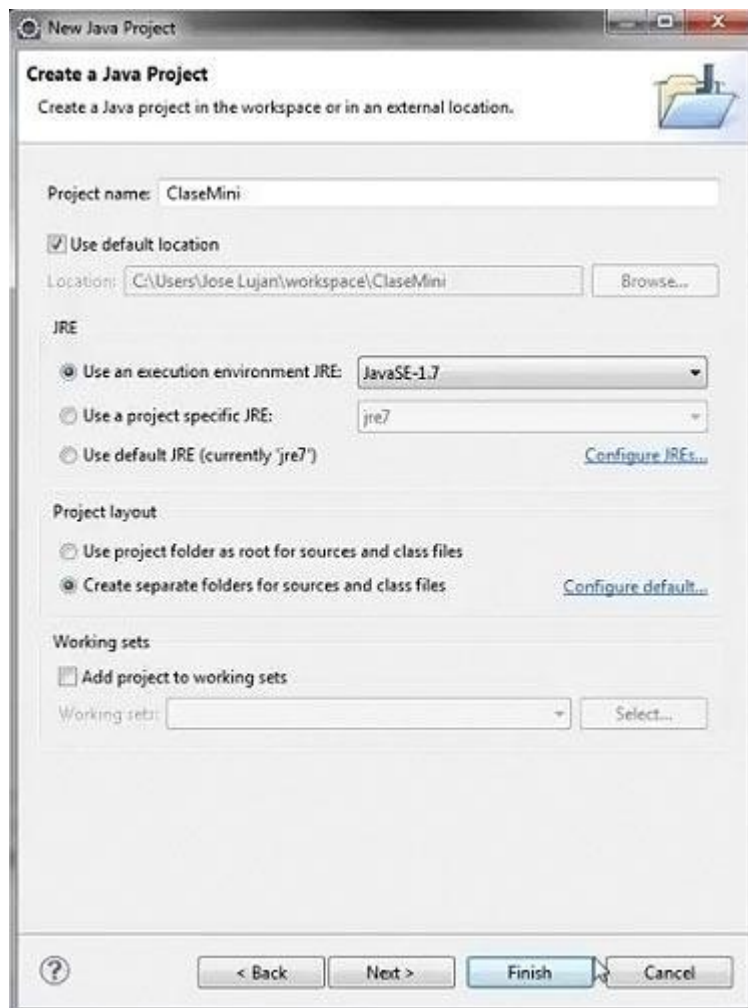 New Java Project
Create a Java Project
Create a Java project in the workspace or in an external location.
Project name: ClaseMini
Use default location
Location: C:\Users\Jose Lujan\workspace\ClaseMini Browse...
JRE
Use an execution environment JRE: JavaSE-1.7
Use a project specific JRE: jre7
Use default JRE (currently 'jre7') Configure JREs...
Project layout
Use project folder as root for sources and class files
Create separate folders for sources and class files Configure default...
Working sets
Add project to working sets
Working sets: Select...
? < Back Next > Finish Cancel